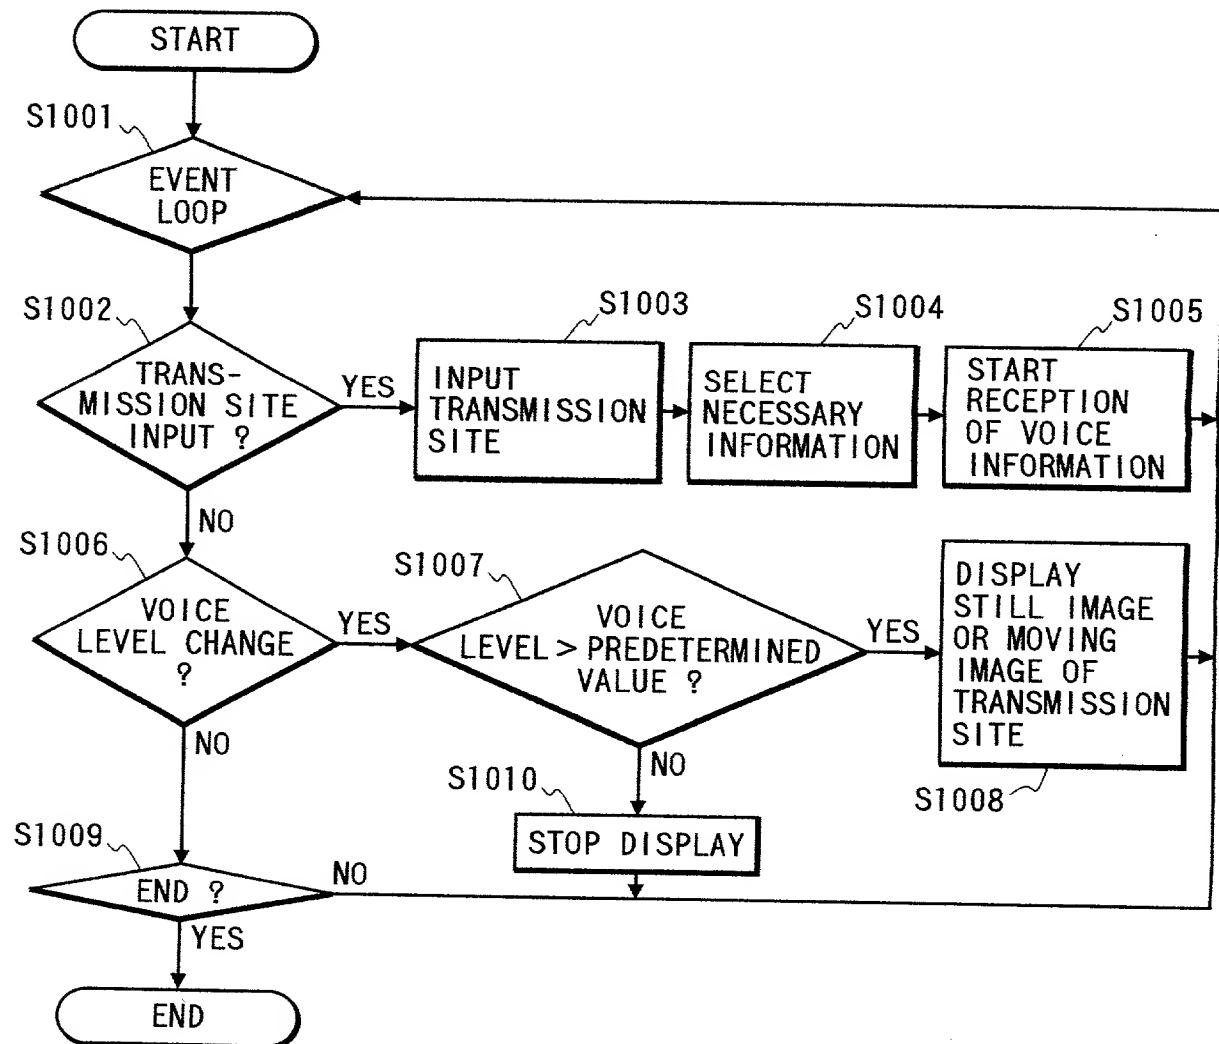 START
S1001
EVENT
LOOP
S1002
TRANS-
MISSION SITE
INPUT ?
YES
S1003
INPUT
TRANSMISSION
SITE
S1004
SELECT
NECESSARY
INFORMATION
S1005
START
RECEPTION
OF VOICE
INFORMATION
NO
S1006
VOICE
LEVEL CHANGE
?
YES
S1007
VOICE
LEVEL > PREDETERMINED
VALUE ?
YES
DISPLAY
STILL IMAGE
OR MOVING
IMAGE OF
TRANSMISSION
SITE
S1008
NO
NO
S1010
STOP DISPLAY
S1009
END ?
NO
YES
END